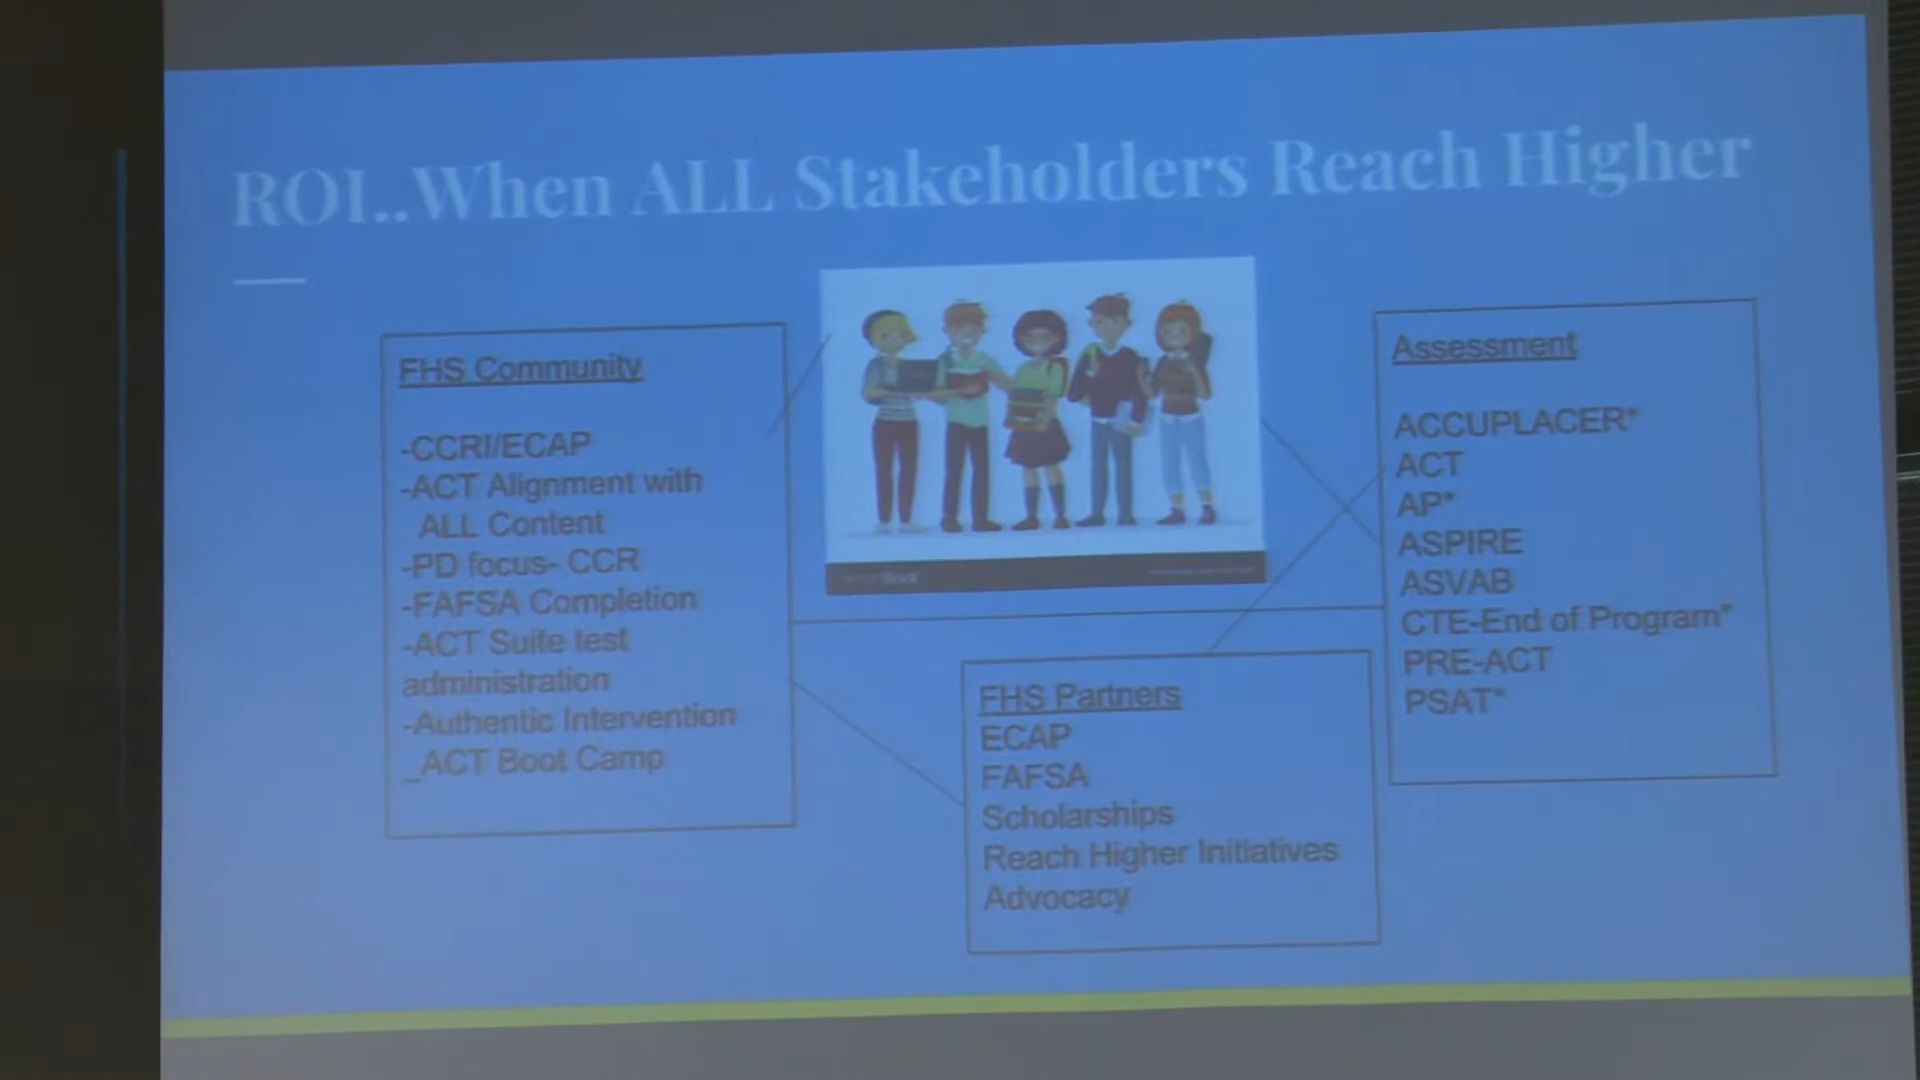 ROI..When ALL Stakeholders Reach Higher
FHS Community
-CCRI/ECAP
-ACT Alignment with
ALL Content
-PD focus- CCR
-FAFSA Completion
-ACT Suite test
administration
-Authentic Intervention
_ACT Boot Camp
FHS Partners
ECAP
FAFSA
Scholarships
Reach Higher Initiatives
Advocacy
Assessment
ACCUPLACER*
ACT
AP*
ASPIRE
ASVAB
CTE-End of Program*
PRE-ACT
PSAT*